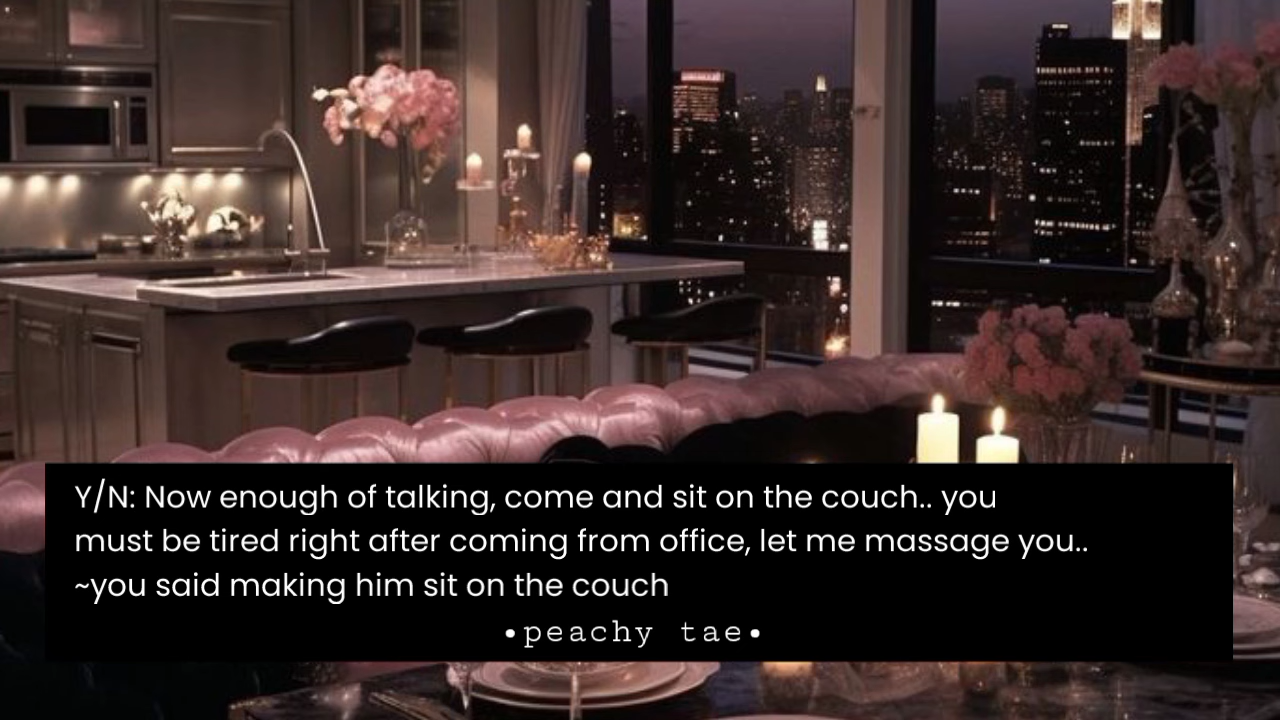 Y/N: Now enough of talking, come and sit on the couch.. you
must be tired right after coming from office, let me massage you..
~you said making him sit on the couch
•peachy tae•